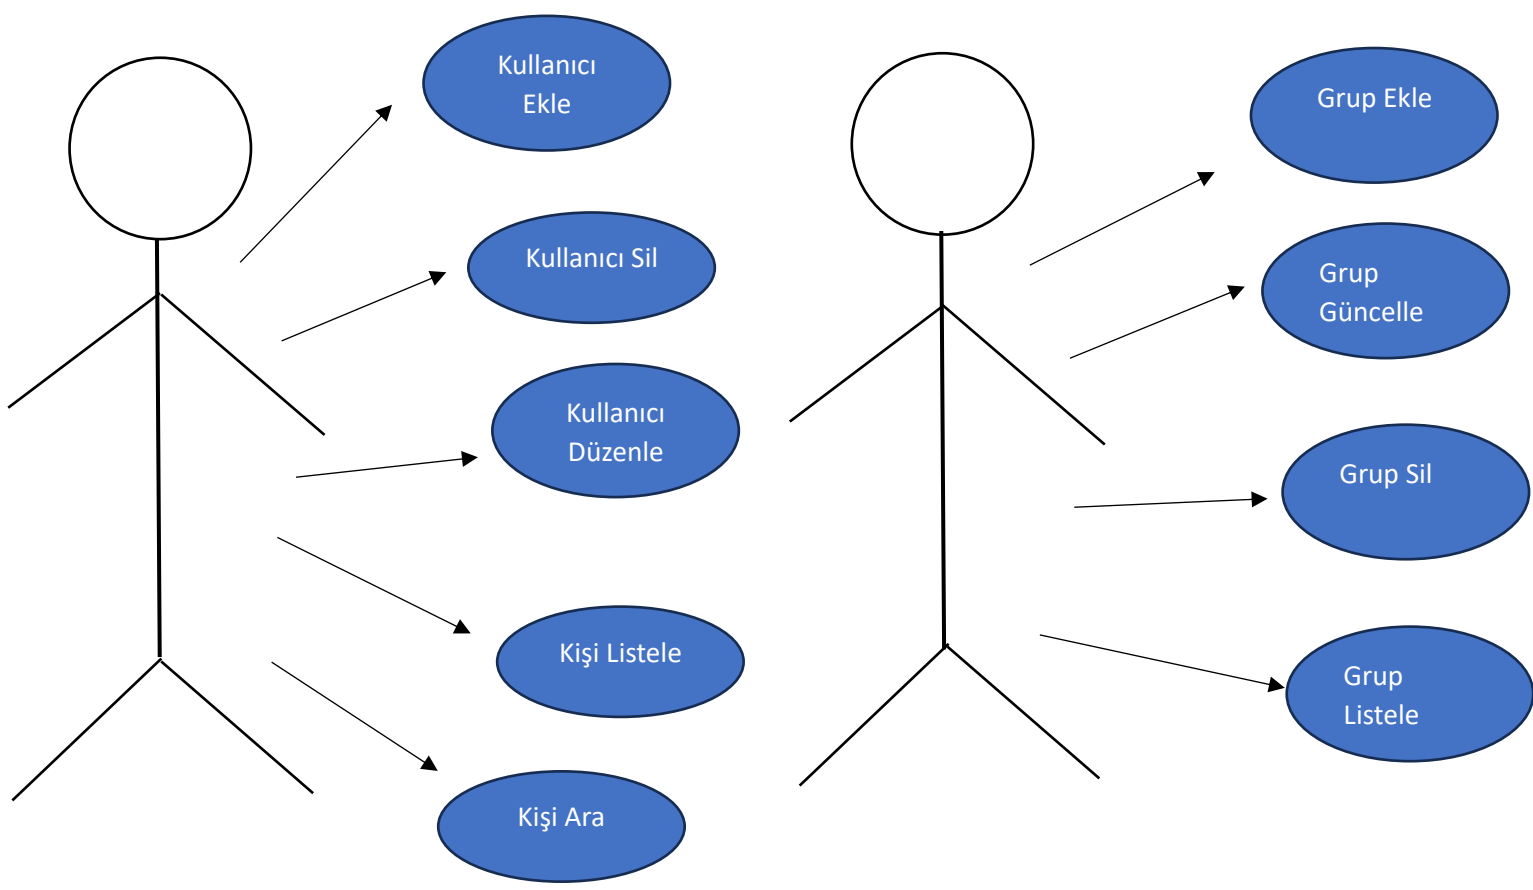 Kullanıcı
Ekle
Kullanıcı Sil
Kullanıcı
Düzenle
Kişi Listele
Kişi Ara
Grup Ekle
Grup
Güncelle
Grup Sil
Grup
Listele